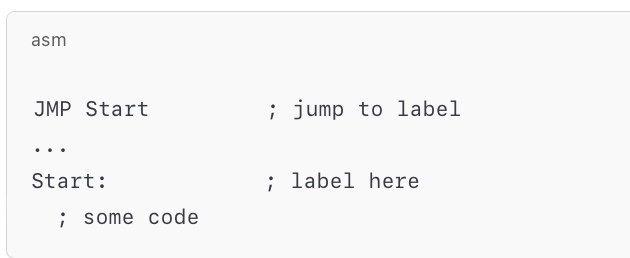 asm
JMP Start         ; jump to label
...
Start:            ; label here
  ; some code